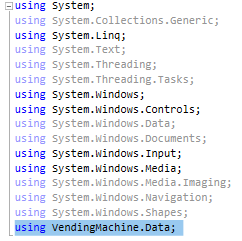 using System;
using System.Collections.Generic;
using System.Linq;
using System.Text;
using System.Threading;
using System.Threading.Tasks;
using System.Windows;
using System.Windows.Controls;
using System.Windows.Data;
using System.Windows.Documents;
using System.Windows.Input;
using System.Windows.Media;
using System.Windows.Media.Imaging;
using System.Windows.Navigation;
using System.Windows.Shapes;
using VendingMachine.Data;